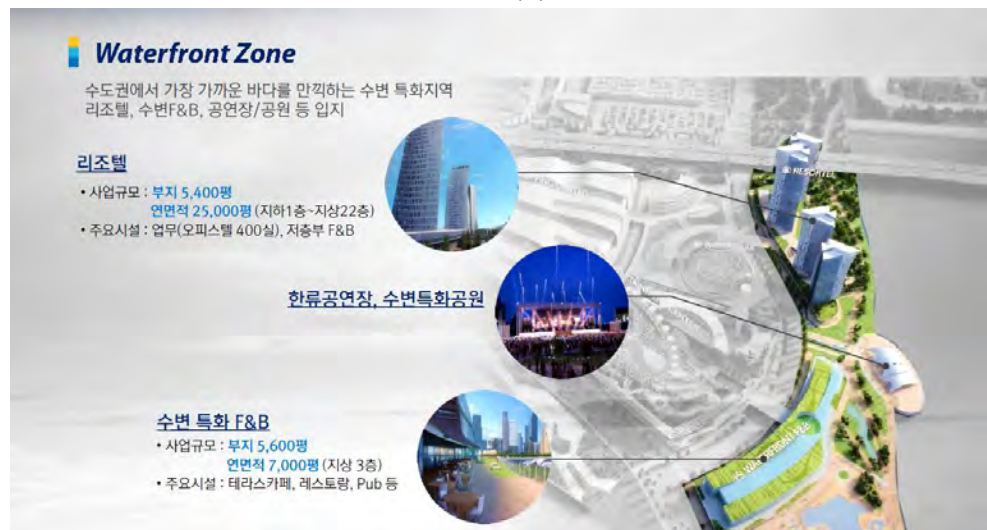 Waterfront Zone
수도권에서 가장 가까운 바다를 만끽하는 수변 특화지역
리조텔, 수변F&B, 공연장/공원 등 입지
리조텔
• 사업규모 : 부지 5,400평
연면적 25,000평 (지하1층~지상22층)
• 주요시설 : 업무(오피스텔 400실), 저층부 F&B
RESORTEL
한류공연장, 수변특화공원
수변 특화 F&B
• 사업규모 : 부지 5,600평
연면적 7,000평 (지상 3층)
• 주요시설 : 테라스카페, 레스토랑, Pub 등